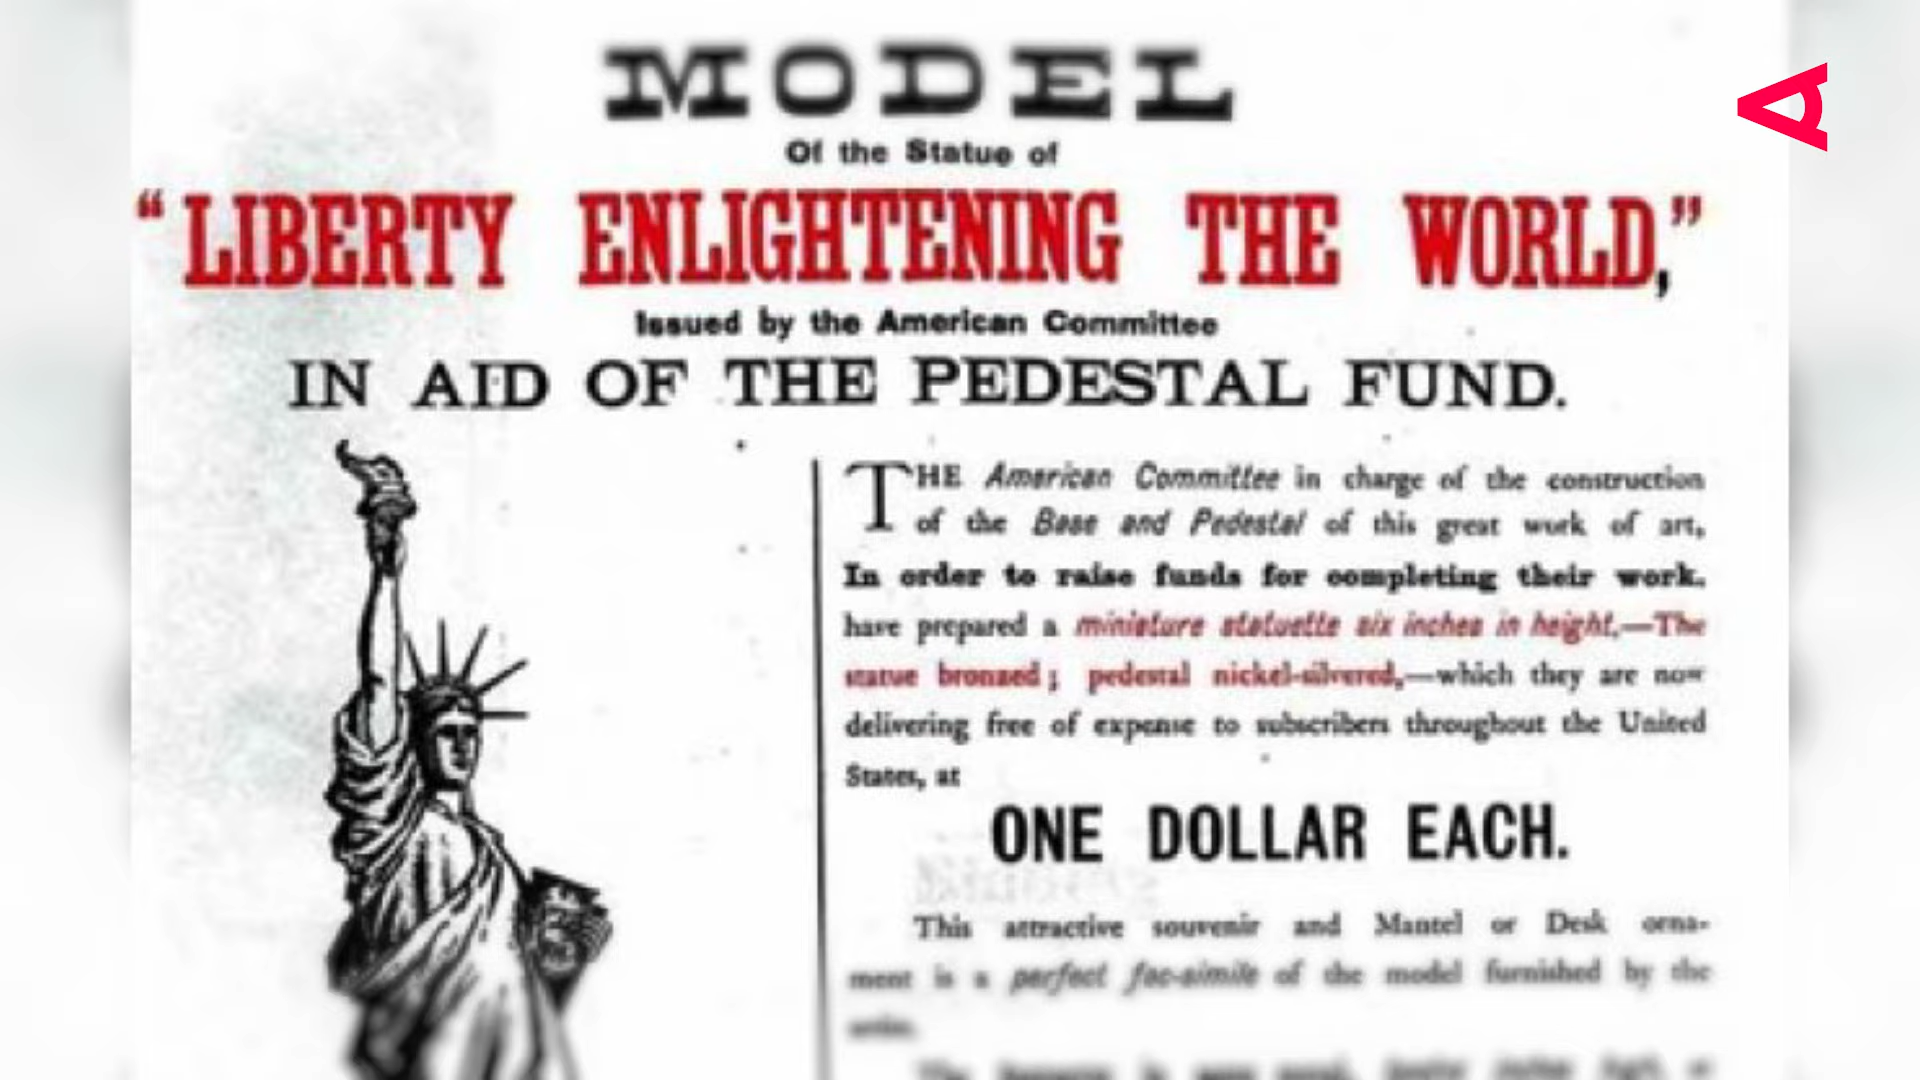 MODEL
Of the Statue of
“LIBERTY ENLIGHTENING THE WORLD,”
Issued by the American Committee
IN AID OF THE PEDESTAL FUND.
THE American Committee in charge of the construction
of the Base and Pedestal of this great work of art,
In order to raise funds for completing their work,
have prepared a miniature statuette six inches in height,—The
statue bronzed; pedestal nickel-silvered,—which they are now
delivering free of expense to subscribers throughout the United
States, at
ONE DOLLAR EACH.
This attractive souvenir and Mantel or Desk orna-
ment is a perfect fac-simile of the model furnished by the
artist.